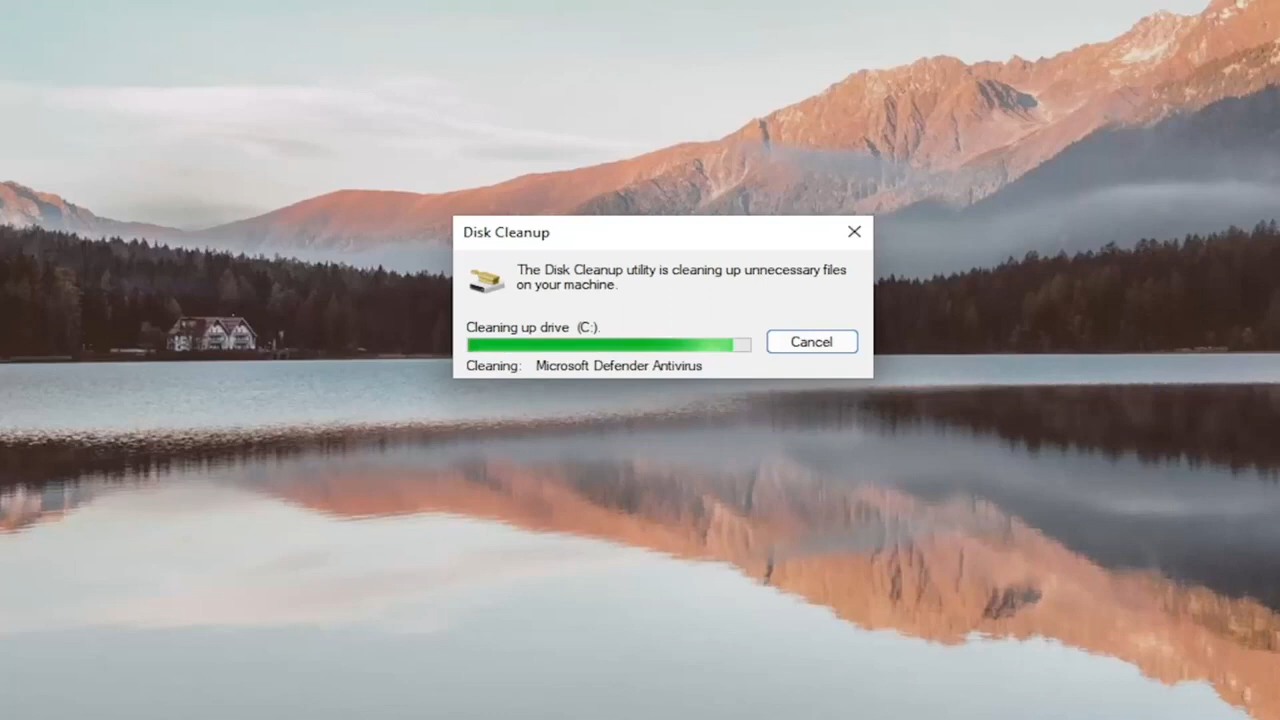 Disk Cleanup
The Disk Cleanup utility is cleaning up unnecessary files
on your machine.
Cleaning up drive  (C:).
Cancel
Cleaning:   Microsoft Defender Antivirus